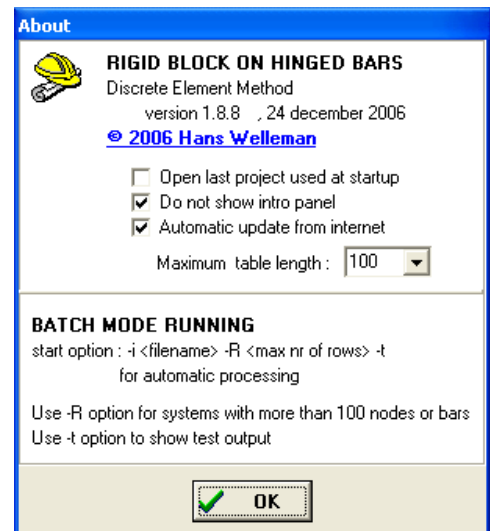 About
RIGID BLOCK ON HINGED BARS
Discrete Element Method
version 1.8.8 , 24 december 2006
© 2006 Hans Welleman
Open last project used at startup
Do not show intro panel
Automatic update from internet
Maximum table length : 100
BATCH MODE RUNNING
start option : -i <filename> -R <max nr of rows> -t
for automatic processing
Use -R option for systems with more than 100 nodes or bars
Use -t option to show test output
OK